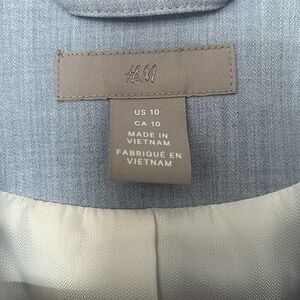 H&M
US 10
CA 10
MADE IN
VIETNAM
FABRIQUÉ EN
VIETNAM